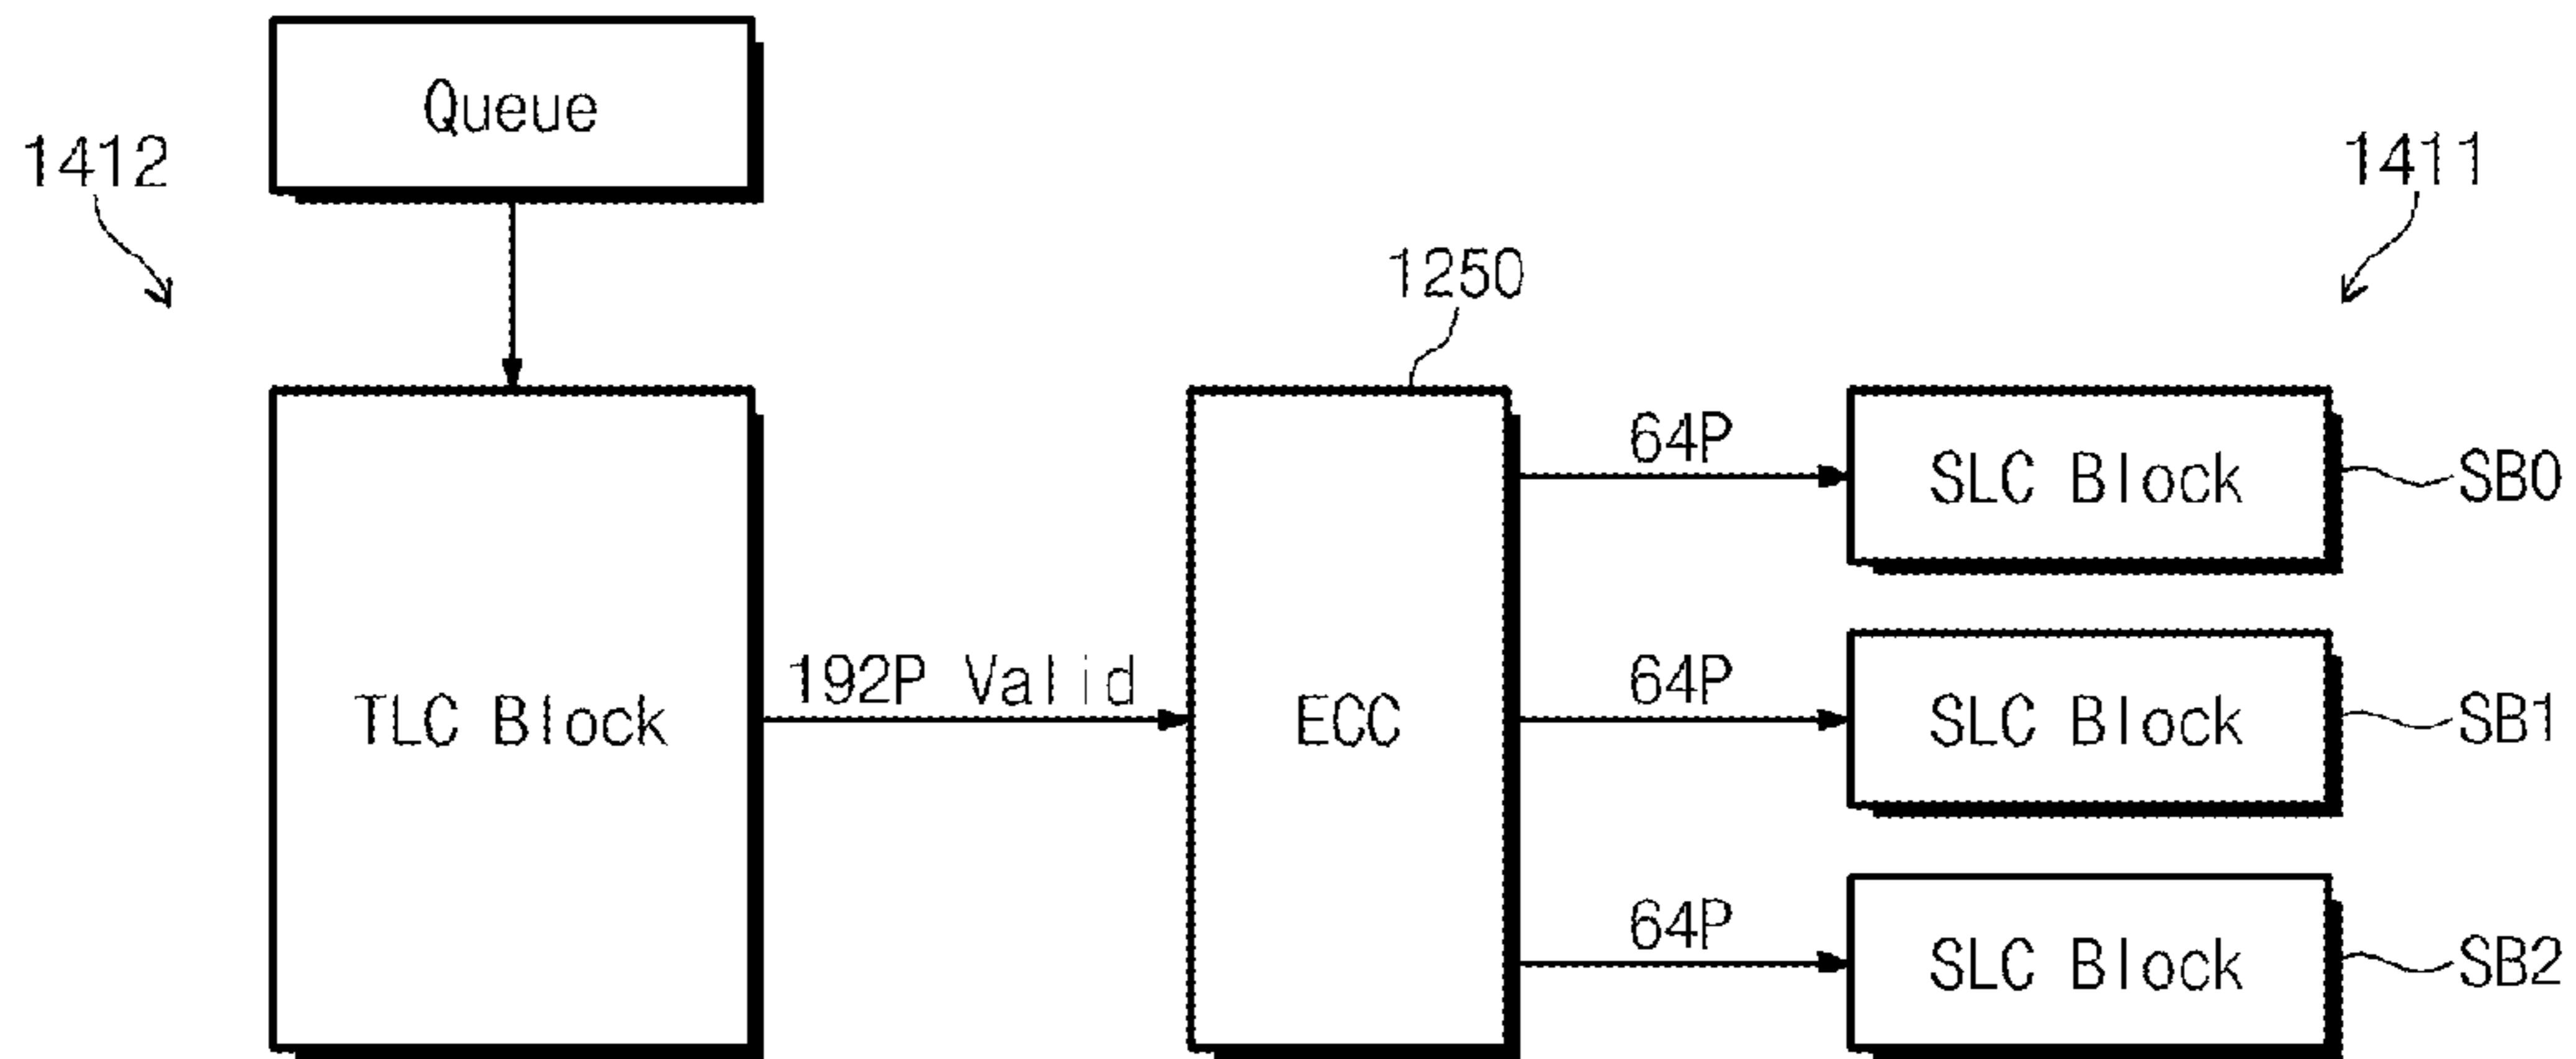 Queue
1412
1411
1250
64P
SLC Block
SB0
192P Valid
64P
TLC Block
ECC
SLC Block
SB1
64P
SLC Block
SB2